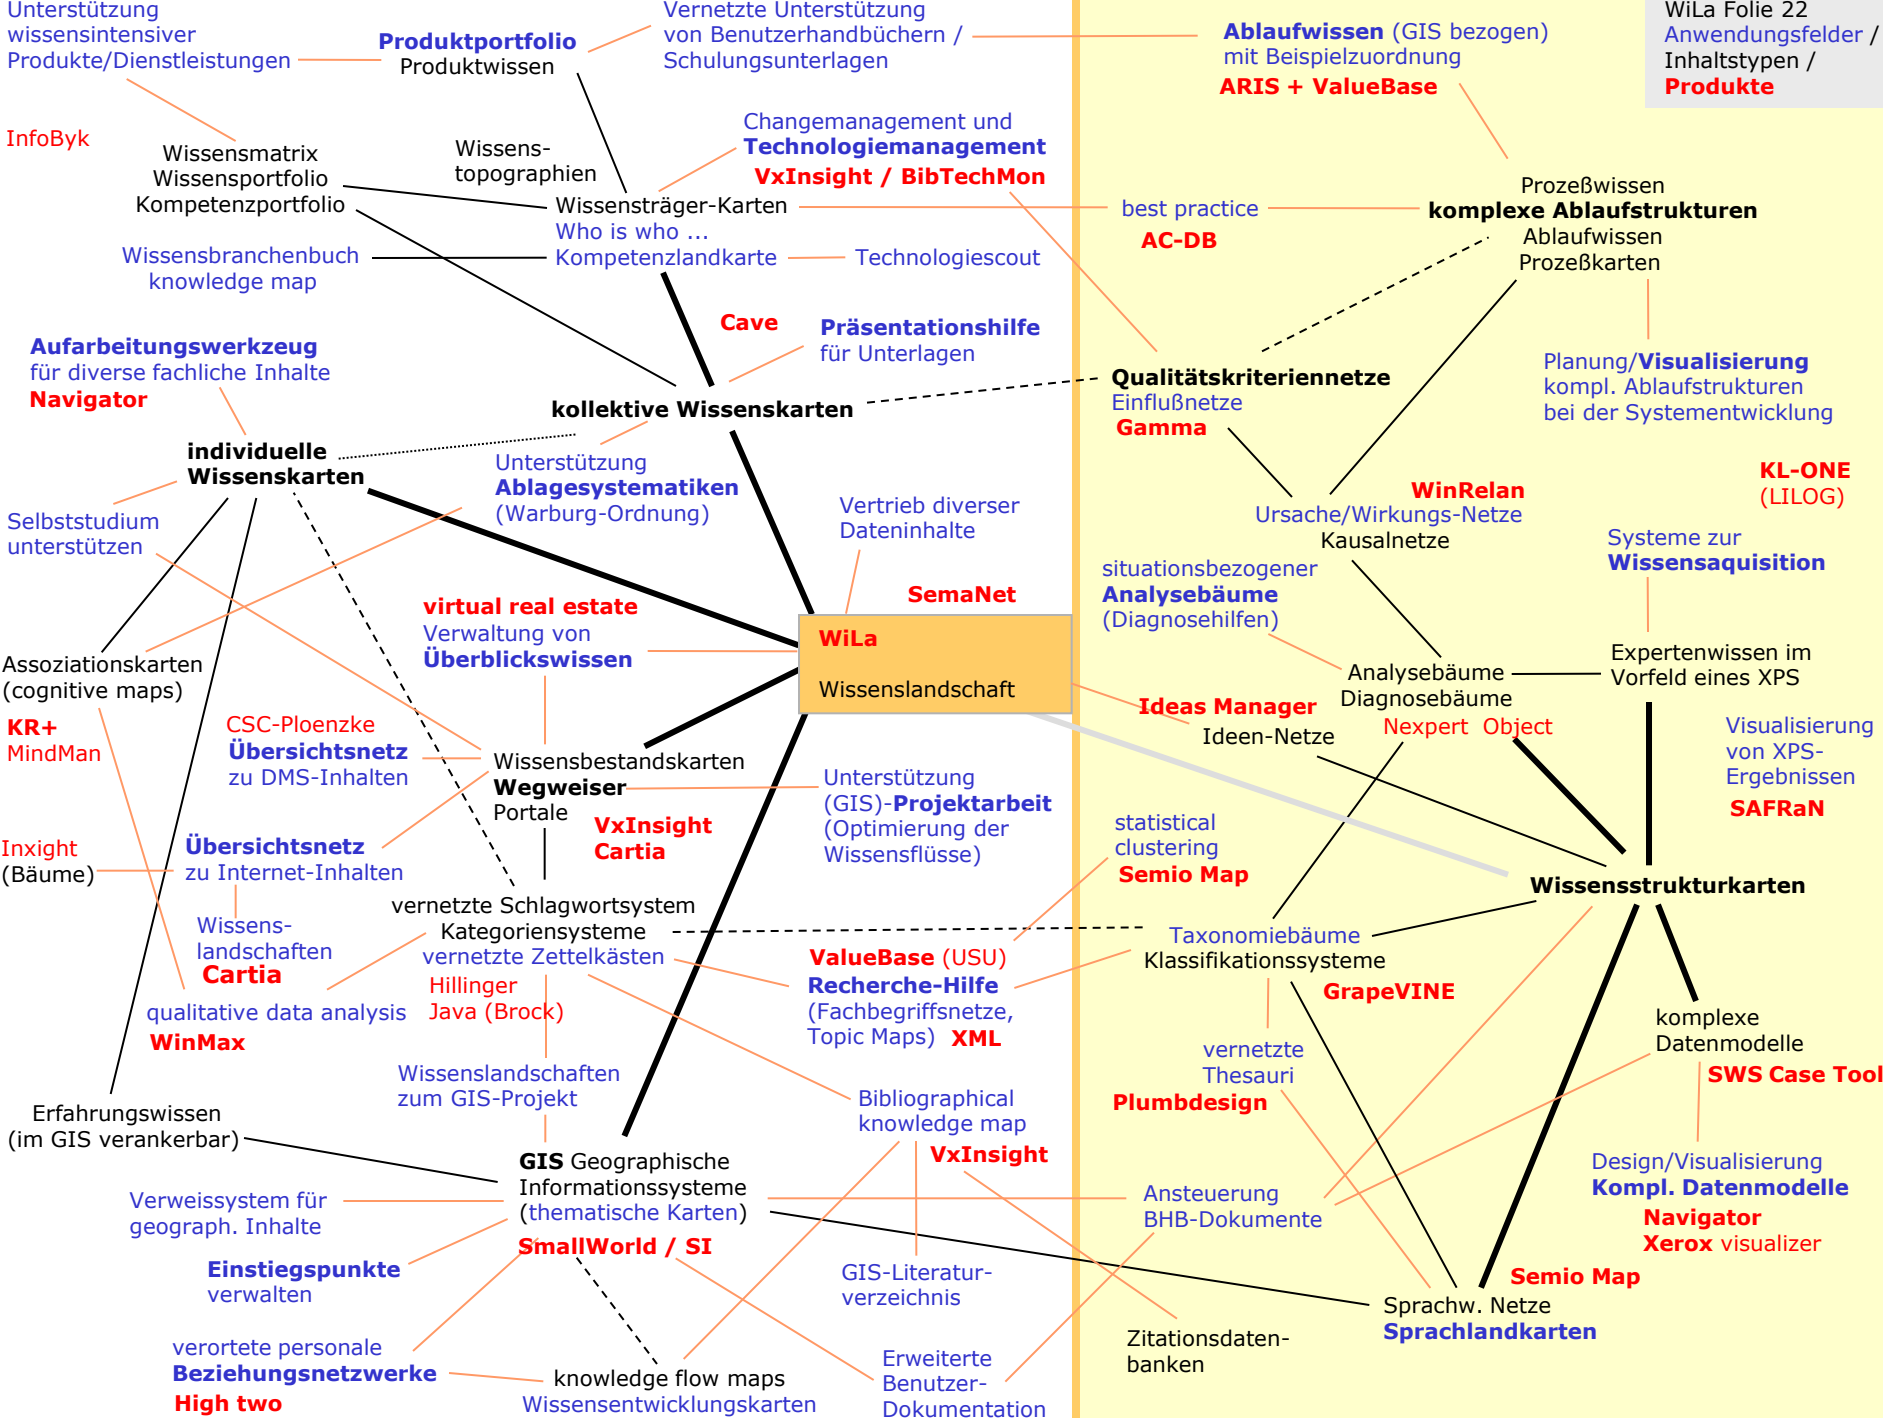 Unterstützung
wissensintensiver
Produkte/Dienstleistungen
Produktportfolio
Produktwissen
Vernetzte Unterstützung
von Benutzerhandbüchern /
Schulungsunterlagen
Ablaufwissen (GIS bezogen)
mit Beispielzuordnung
ARIS + ValueBase
WiLa Folie 22
Anwendungsfelder /
Inhaltstypen /
Produkte
InfoByk
Wissensmatrix
Wissensportfolio
Kompetenzportfolio
Wissens-
topographien
Changemanagement und
Technologiemanagement
VxInsight / BibTechMon
Wissensträger-Karten
Who is who ...
Kompetenzlandkarte
Technologiescout
Wissensbranchenbuch
knowledge map
best practice
AC-DB
Prozeßwissen
komplexe Ablaufstrukturen
Ablaufwissen
Prozeßkarten
Cave
Präsentationshilfe
für Unterlagen
Aufarbeitungswerkzeug
für diverse fachliche Inhalte
Navigator
kollektive Wissenskarten
Qualitätskriteriennetze
Einflußnetze
Gamma
Planung/Visualisierung
kompl. Ablaufstrukturen
bei der Systementwicklung
individuelle
Wissenskarten
Unterstützung
Ablagesystematiken
(Warburg-Ordnung)
Vertrieb diverser
Dateninhalte
WinRelan
Ursache/Wirkungs-Netze
Kausalnetze
KL-ONE
(LILOG)
Selbststudium
unterstützen
Systeme zur
Wissensaquisition
situationsbezogener
Analysebäume
(Diagnosehilfen)
SemaNet
virtual real estate
Verwaltung von
Überblickswissen
WiLa
Wissenslandschaft
Assoziationskarten
(cognitive maps)
KR+
MindMan
Analysebäume
Diagnosebäume
Nexpert Object
Expertenwissen im
Vorfeld eines XPS
Ideas Manager
Ideen-Netze
CSC-Ploenzke
Übersichtsnetz
zu DMS-Inhalten
Wissensbestandskarten
Wegweiser
Portale
VxInsight
Cartia
Unterstützung
(GIS)-Projektarbeit
(Optimierung der
Wissensflüsse)
Visualisierung
von XPS-
Ergebnissen
SAFRaN
Inxight
(Bäume)
Übersichtsnetz
zu Internet-Inhalten
statistical
clustering
Semio Map
Wissensstrukturkarten
Wissens-
landschaften
Cartia
vernetzte Schlagwortsystem
Kategoriensysteme
vernetzte Zettelkästen
Hillinger
Java (Brock)
ValueBase (USU)
Recherche-Hilfe
(Fachbegriffsnetze,
Topic Maps) XML
Taxonomiebäume
Klassifikationssysteme
GrapeVINE
qualitative data analysis
WinMax
komplexe
Datenmodelle
SWS Case Tool
vernetzte
Thesauri
Plumbdesign
Wissenslandschaften
zum GIS-Projekt
Bibliographical
knowledge map
VxInsight
Erfahrungswissen
(im GIS verankerbar)
GIS Geographische
Informationssysteme
(thematische Karten)
SmallWorld / SI
Design/Visualisierung
Kompl. Datenmodelle
Navigator
Xerox visualizer
Verweissystem für
geograph. Inhalte
Ansteuerung
BHB-Dokumente
Einstiegspunkte
verwalten
GIS-Literatur-
verzeichnis
Semio Map
Sprachw. Netze
Sprachlandkarten
Zitationsdaten-
banken
verortete personale
Beziehungsnetzwerke
High two
knowledge flow maps
Wissensentwicklungskarten
Erweiterte
Benutzer-
Dokumentation